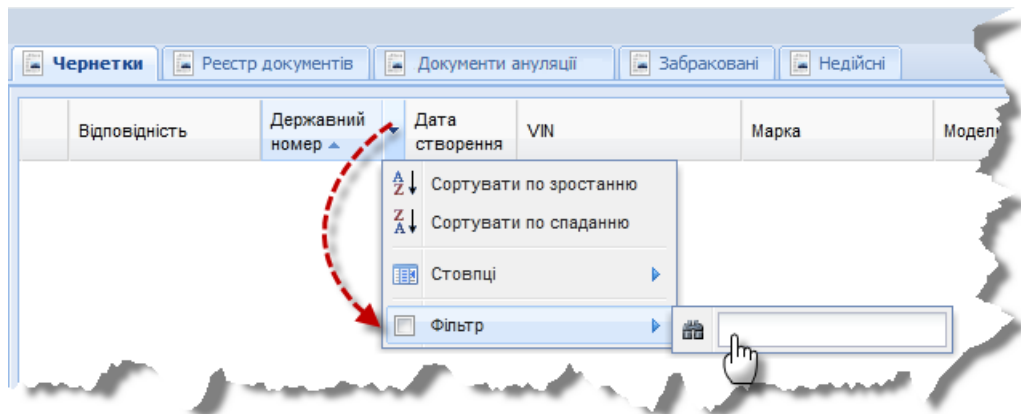 Чернетки Реєстр документів Документи ануляції Забраковані Недійсні
Відповідність Державний номер Дата створення VIN Марка Модель
Сортувати по зростанню
Сортувати по спаданню
Стовпці
Фільтр